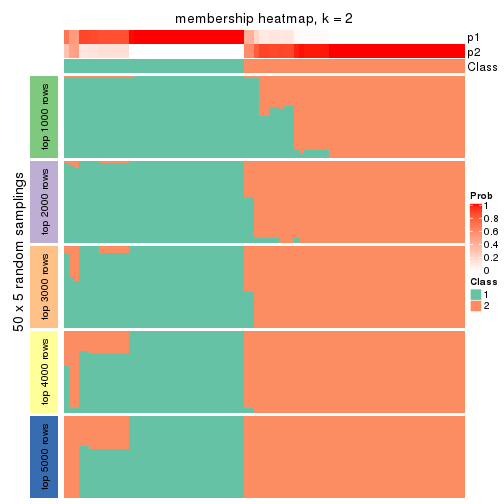 membership heatmap, k = 2
p1
p2
Class
50 x 5 random samplings
top 1000 rows
top 2000 rows
top 3000 rows
top 4000 rows
top 5000 rows
Prob
1
0.8
0.6
0.4
0.2
0
Class
1
2